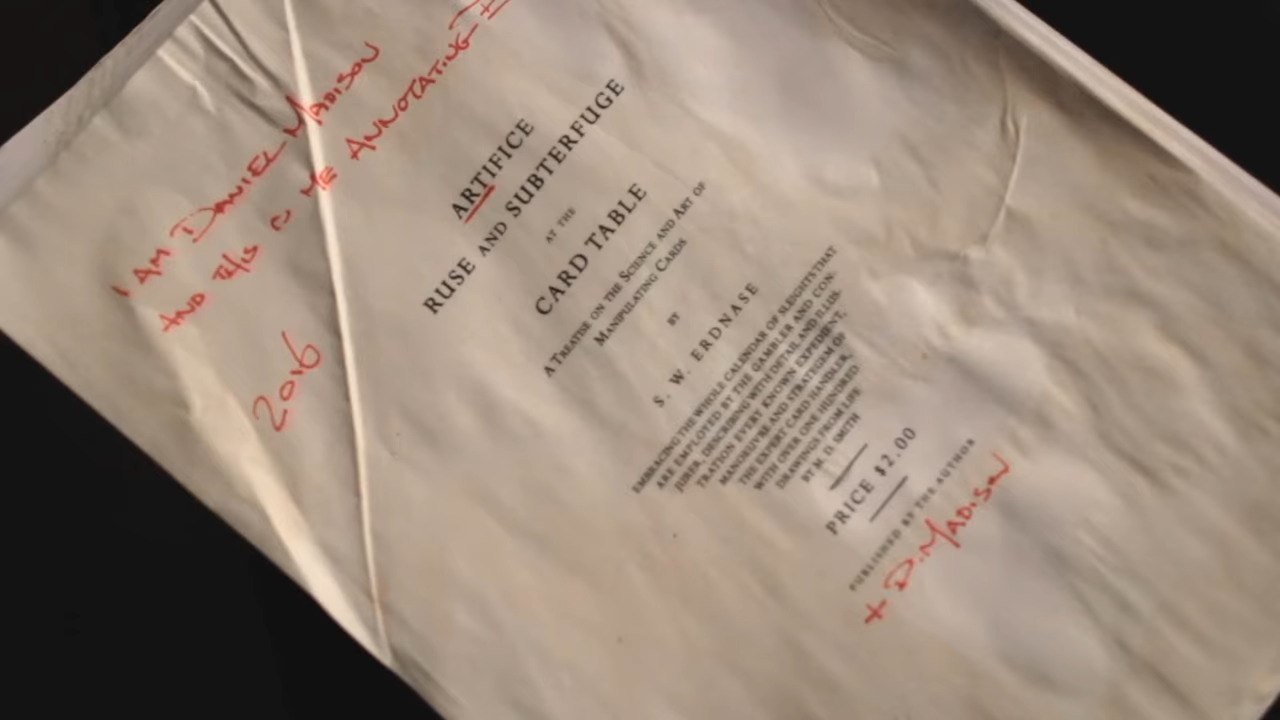 I AM DANIEL MADISON
AND THIS IS ME ANNOTATING
2016
ARTIFICE
RUSE AND SUBTERFUGE
AT THE
CARD TABLE
A TREATISE ON THE SCIENCE AND ART OF
MANIPULATING CARDS
BY
S. W. ERDNASE
EMBRACING THE WHOLE CALENDAR OF SLEIGHTS THAT
ARE EMPLOYED BY THE GAMBLER AND CON-
JURER, DESCRIBING WITH DETAIL AND ILLUS-
TRATION EVERY KNOWN EXPEDIENT,
MANOEUVRE AND STRATEGEM OF
THE EXPERT CARD HANDLER,
WITH OVER ONE HUNDRED
DRAWINGS FROM LIFE
BY M. D. SMITH
PRICE $2.00
PUBLISHED BY THE AUTHOR
+ D. MADISON